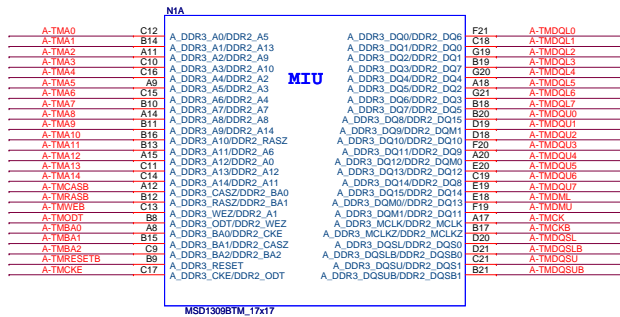 N1A
A-TMA0 C12 A_DDR3_A0/DDR2_A5 A_DDR3_DQ0/DDR2_DQ6 F21 A-TMDQL0
A-TMA1 B14 A_DDR3_A1/DDR2_A13 A_DDR3_DQ1/DDR2_DQ0 C18 A-TMDQL1
A-TMA2 A11 A_DDR3_A2/DDR2_A9 A_DDR3_DQ2/DDR2_DQ1 G19 A-TMDQL2
A-TMA3 C10 A_DDR3_A3/DDR2_A10 A_DDR3_DQ3/DDR2_DQ7 B19 A-TMDQL3
A-TMA4 C16 A_DDR3_A4/DDR2_A2 MIU A_DDR3_DQ4/DDR2_DQ4 G20 A-TMDQL4
A-TMA5 A9 A_DDR3_A5/DDR2_A3 A_DDR3_DQ5/DDR2_DQ2 A18 A-TMDQL5
A-TMA6 C15 A_DDR3_A6/DDR2_A4 A_DDR3_DQ6/DDR2_DQ3 G21 A-TMDQL6
A-TMA7 B10 A_DDR3_A7/DDR2_A7 A_DDR3_DQ7/DDR2_DQ5 B18 A-TMDQL7
A-TMA8 A14 A_DDR3_A8/DDR2_A8 A_DDR3_DQ8/DDR2_DQ15 B20 A-TMDQU0
A-TMA9 B11 A_DDR3_A9/DDR2_A14 A_DDR3_DQ9/DDR2_DQM1 D19 A-TMDQU1
A-TMA10 B16 A_DDR3_A10/DDR2_RASZ A_DDR3_DQ10/DDR2_DQ10 D18 A-TMDQU2
A-TMA11 B13 A_DDR3_A11/DDR2_A6 A_DDR3_DQ11/DDR2_DQ9 F20 A-TMDQU3
A-TMA12 A15 A_DDR3_A12/DDR2_A0 A_DDR3_DQ12/DDR2_DQM0 A20 A-TMDQU4
A-TMA13 C11 A_DDR3_A13/DDR2_A12 A_DDR3_DQ13/DDR2_DQ12 E20 A-TMDQU5
A-TMA14 C14 A_DDR3_A14/DDR2_A11 A_DDR3_DQ14/DDR2_DQ8 C19 A-TMDQU6
A-TMCASB A12 A_DDR3_CASZ/DDR2_BA0 A_DDR3_DQ15/DDR2_DQ14 E19 A-TMDQU7
A-TMRASB B12 A_DDR3_RASZ/DDR2_BA1 A_DDR3_DQM0//DDR2_DQ13 E18 A-TMDML
A-TMWEB C13 A_DDR3_WEZ/DDR2_A1 A_DDR3_DQM1/DDR2_DQ11 F19 A-TMDMU
A-TMODT B8 A_DDR3_ODT/DDR2_WEZ A_DDR3_MCLK/DDR2_MCLK A17 A-TMCK
A-TMBA0 A8 A_DDR3_BA0/DDR2_CKE A_DDR3_MCLKZ/DDR2_MCLKZ B17 A-TMCKB
A-TMBA1 B15 A_DDR3_BA1/DDR2_CASZ A_DDR3_DQSL/DDR2_DQS0 D20 A-TMDQSL
A-TMBA2 C9 A_DDR3_BA2/DDR2_BA2 A_DDR3_DQSLB/DDR2_DQSB0 D21 A-TMDQSLB
A-TMRESETB B9 A_DDR3_RESET A_DDR3_DQSU/DDR2_DQS1 C21 A-TMDQSU
A-TMCKE C17 A_DDR3_CKE/DDR2_ODT A_DDR3_DQSUB/DDR2_DQSB1 B21 A-TMDQSUB
MSD1309BTM_17x17